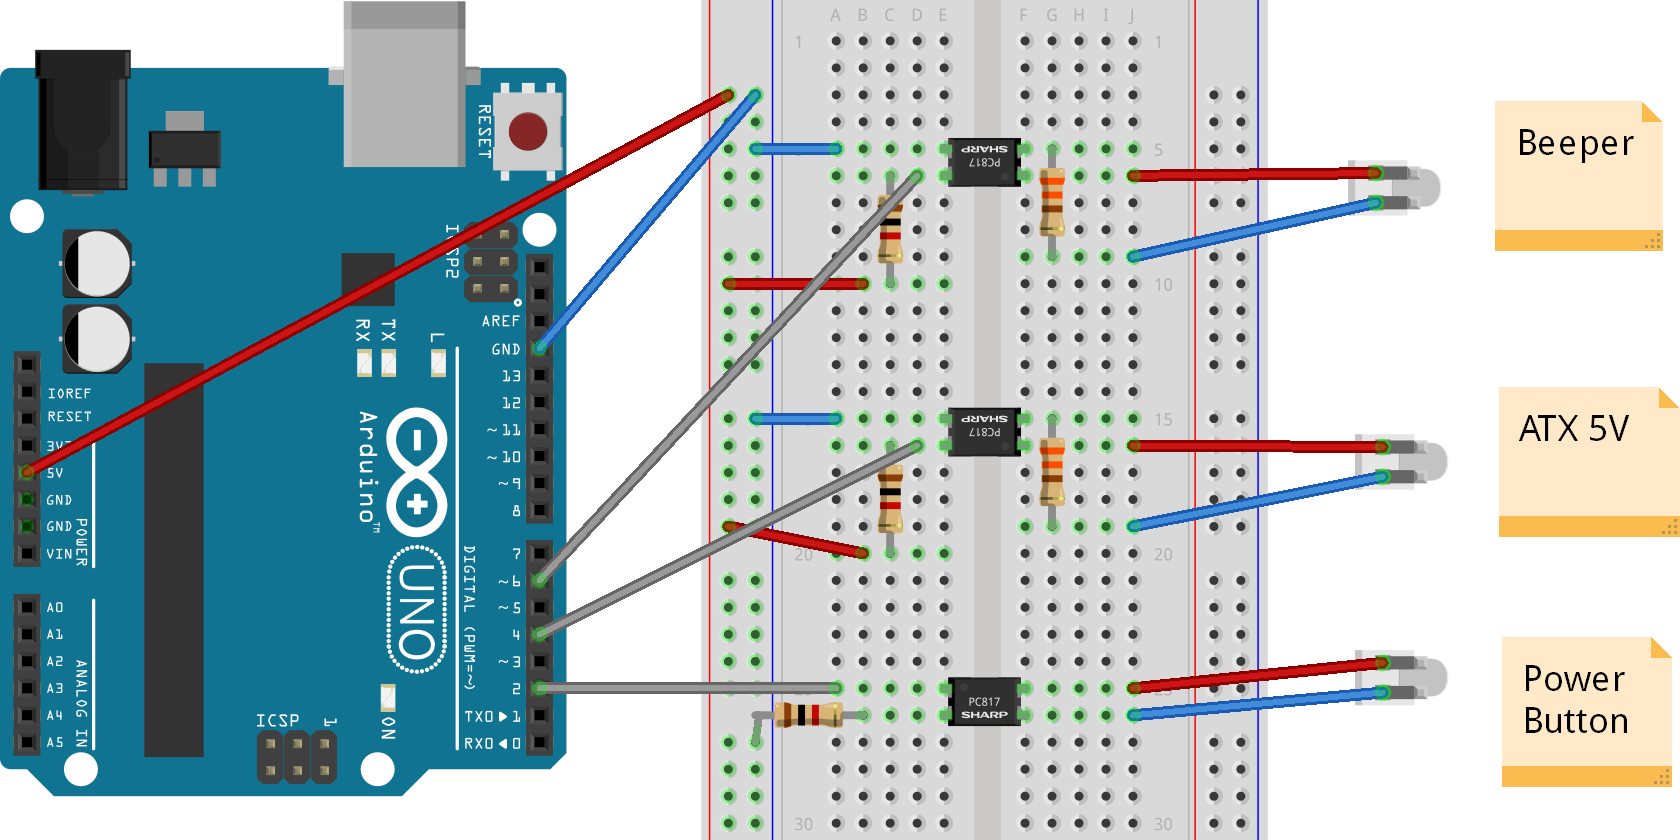 A B C D E
F G H I J
1
1
5
10
15
20
20
30
30
SHARP
PC817
SHARP
PC817
PC817
SHARP
Beeper
ATX 5V
Power
Button
RESET
ICSP2
AREF
GND
13
12
~11
~10
~9
8
7
~6
~5
4
~3
2
TX0▶1
RX0◀0
DIGITAL (PWM=~)
RX
TX
L
Arduino™
UNO
ON
ICSP
1
IOREF
RESET
5V
GND
GND
VIN
POWER
A0
A1
A2
A3
A4
A5
ANALOG IN